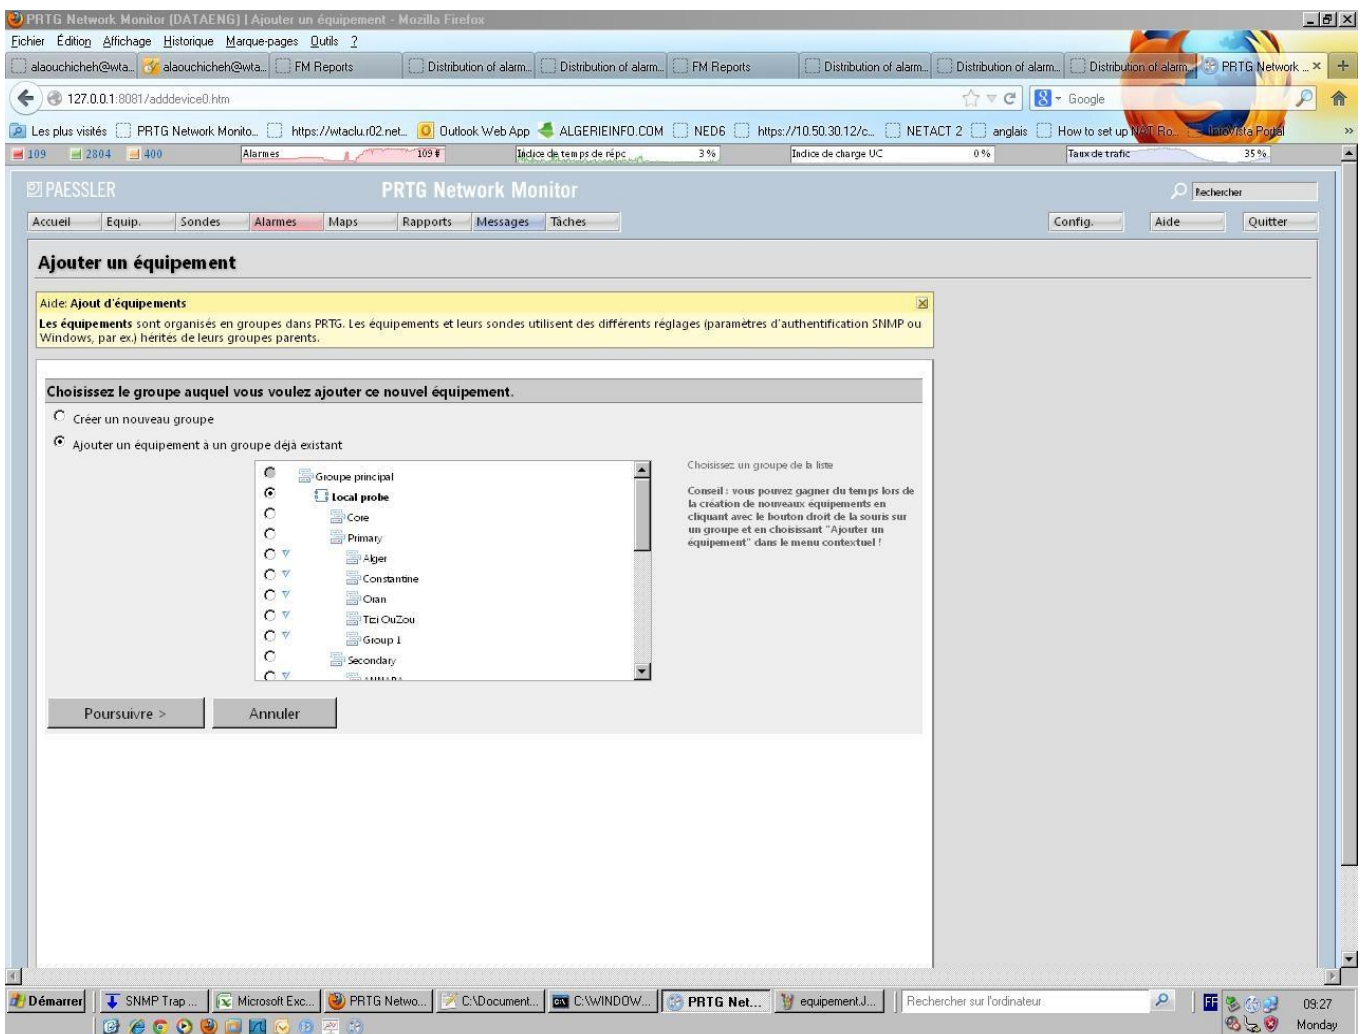 PRTG Network Monitor (DATAENG) | Ajouter un équipement - Mozilla Firefox
Fichier Édition Affichage Historique Marque-pages Outils ?
alaouchicheh@wta... alaouchicheh@wta... FM Reports Distribution of alarm... Distribution of alarm... FM Reports Distribution of alarm... Distribution of alarm... Distribution of alarm... PRTG Network ... × +
127.0.0.1:8081/adddevice0.htm Google
Les plus visités PRTG Network Monito... https://wtaclu.r02.net... Outlook Web App ALGERIEINFO.COM NED6 https://10.50.30.12/c... NETACT 2 anglais How to set up NAT Ro... InfoVista Portal »
109 2804 400 Alarmes 109 # Indice de temps de répc 3 % Indice de charge UC 0 % Taux de trafic 35 %
PAESSLER PRTG Network Monitor Rechercher
Accueil Equip. Sondes Alarmes Maps Rapports Messages Tâches Config. Aide Quitter
Ajouter un équipement
Aide: Ajout d'équipements
Les équipements sont organisés en groupes dans PRTG. Les équipements et leurs sondes utilisent des différents réglages (paramètres d'authentification SNMP ou
Windows, par ex.) hérités de leurs groupes parents.
Choisissez le groupe auquel vous voulez ajouter ce nouvel équipement.
Créer un nouveau groupe
Ajouter un équipement à un groupe déjà existant
Groupe principal
Local probe
Core
Primary
Alger
Constantine
Oran
Tizi OuZou
Group 1
Secondary
Choisissez un groupe de la liste
Conseil : vous pouvez gagner du temps lors de
la création de nouveaux équipements en
cliquant avec le bouton droit de la souris sur
un groupe et en choisissant "Ajouter un
équipement" dans le menu contextuel !
Poursuivre > Annuler
Démarrer SNMP Trap ... Microsoft Exc... PRTG Netwo... C:\Document... C:\WINDOW... PRTG Net... equipement.J... Rechercher sur l'ordinateur FF 09:27
Monday